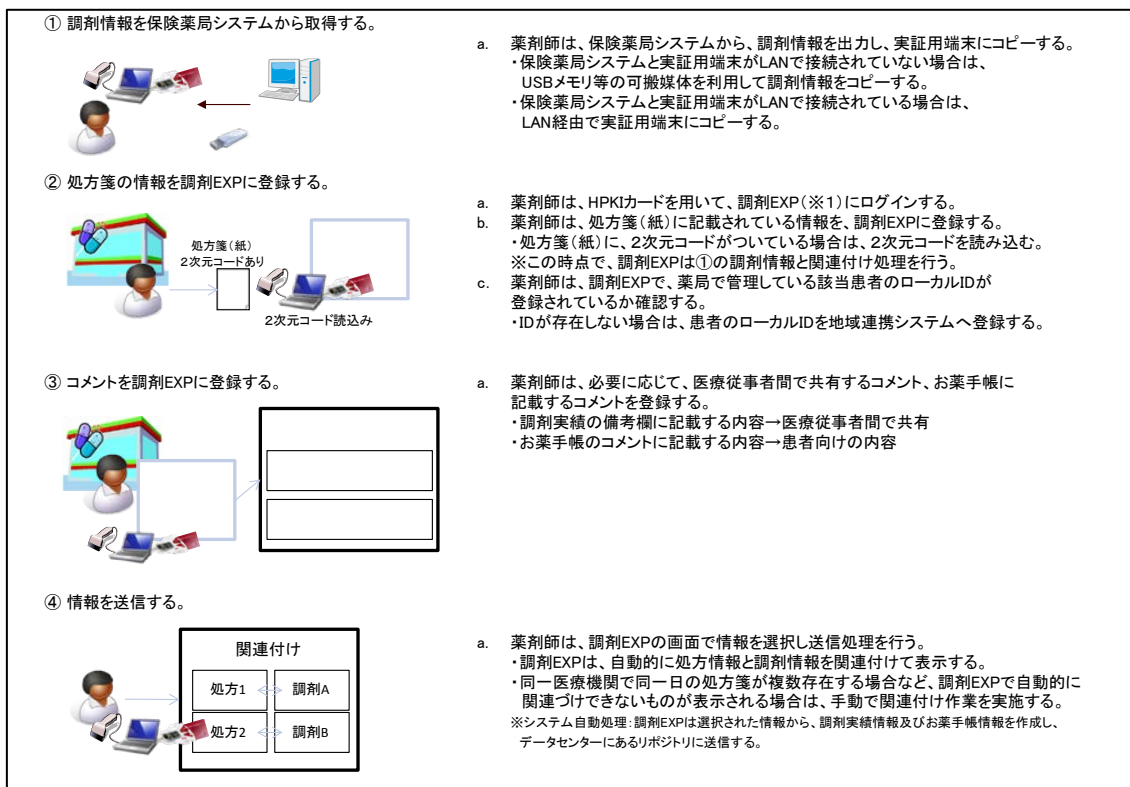 ① 調剤情報を保険薬局システムから取得する。
a. 薬剤師は、保険薬局システムから、調剤情報を出力し、実証用端末にコピーする。
・保険薬局システムと実証用端末がLANで接続されていない場合は、
USBメモリ等の可搬媒体を利用して調剤情報をコピーする。
・保険薬局システムと実証用端末がLANで接続されている場合は、
LAN経由で実証用端末にコピーする。
② 処方箋の情報を調剤EXPに登録する。
処方箋(紙)
2次元コードあり
2次元コード読込み
a. 薬剤師は、HPKIカードを用いて、調剤EXP(※1)にログインする。
b. 薬剤師は、処方箋(紙)に記載されている情報を、調剤EXPに登録する。
・処方箋(紙)に、2次元コードがついている場合は、2次元コードを読み込む。
※この時点で、調剤EXPは①の調剤情報と関連付け処理を行う。
c. 薬剤師は、調剤EXPで、薬局で管理している該当患者のローカルIDが
登録されているか確認する。
・IDが存在しない場合は、患者のローカルIDを地域連携システムへ登録する。
③ コメントを調剤EXPに登録する。
a. 薬剤師は、必要に応じて、医療従事者間で共有するコメント、お薬手帳に
記載するコメントを登録する。
・調剤実績の備考欄に記載する内容→医療従事者間で共有
・お薬手帳のコメントに記載する内容→患者向けの内容
④ 情報を送信する。
関連付け
処方1 調剤A
処方2 調剤B
a. 薬剤師は、調剤EXPの画面で情報を選択し送信処理を行う。
・調剤EXPは、自動的に処方情報と調剤情報を関連付けて表示する。
・同一医療機関で同一日の処方箋が複数存在する場合など、調剤EXPで自動的に
関連づけできないものが表示される場合は、手動で関連付け作業を実施する。
※システム自動処理:調剤EXPは選択された情報から、調剤実績情報及びお薬手帳情報を作成し、
データセンターにあるリポジトリに送信する。